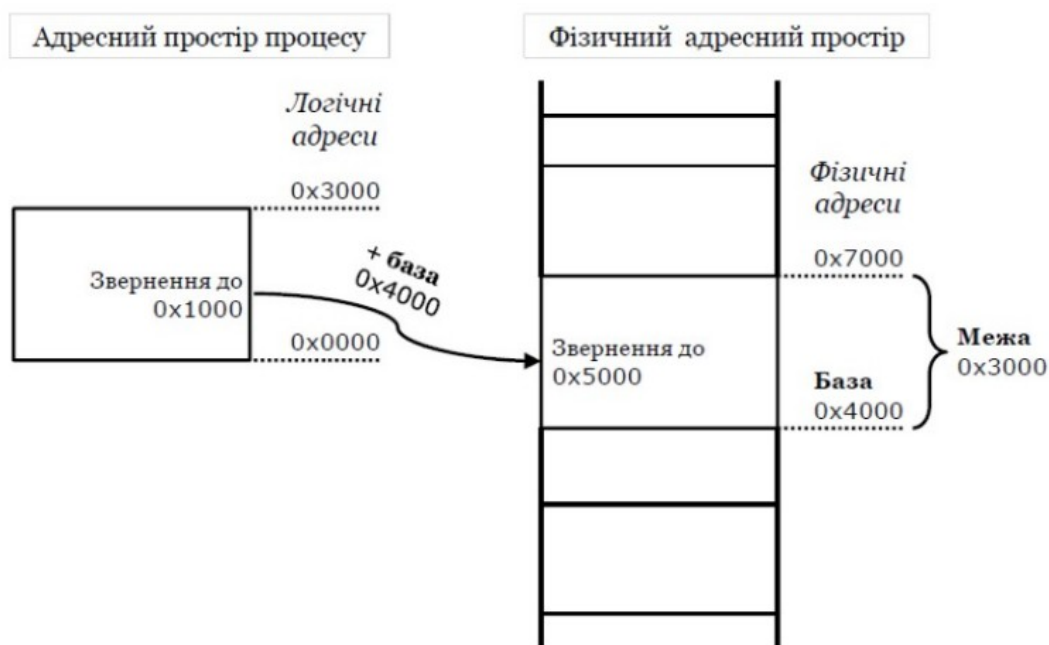 Адресний простір процесу
Фізичний адресний простір
Логічні
адреси
0x3000
Звернення до
0x1000
0x0000
+ база
0x4000
Звернення до
0x5000
Фізичні
адреси
0x7000
База
0x4000
Межа
0x3000